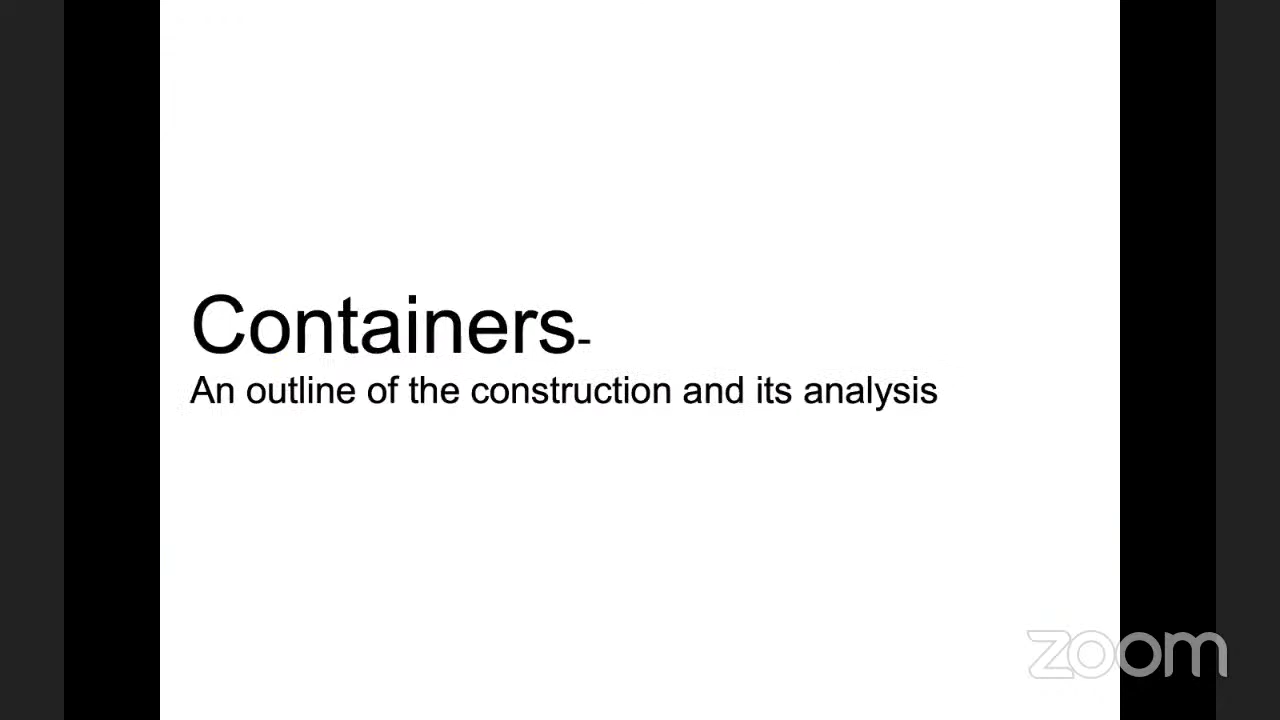 Containers-
An outline of the construction and its analysis
zoom